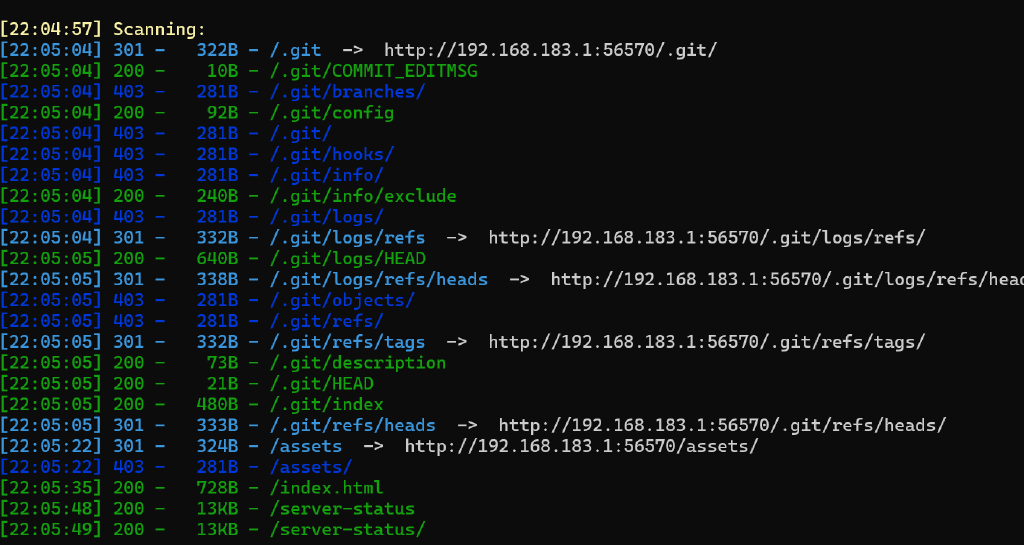 [22:04:57] Scanning:
[22:05:04] 301 -   322B - /.git  ->  http://192.168.183.1:56570/.git/
[22:05:04] 200 -    10B - /.git/COMMIT_EDITMSG
[22:05:04] 403 -   281B - /.git/branches/
[22:05:04] 200 -    92B - /.git/config
[22:05:04] 403 -   281B - /.git/
[22:05:04] 403 -   281B - /.git/hooks/
[22:05:04] 403 -   281B - /.git/info/
[22:05:04] 200 -   240B - /.git/info/exclude
[22:05:04] 403 -   281B - /.git/logs/
[22:05:04] 301 -   332B - /.git/logs/refs  ->  http://192.168.183.1:56570/.git/logs/refs/
[22:05:05] 200 -   640B - /.git/logs/HEAD
[22:05:05] 301 -   338B - /.git/logs/refs/heads  ->  http://192.168.183.1:56570/.git/logs/refs/head
[22:05:05] 403 -   281B - /.git/objects/
[22:05:05] 403 -   281B - /.git/refs/
[22:05:05] 301 -   332B - /.git/refs/tags  ->  http://192.168.183.1:56570/.git/refs/tags/
[22:05:05] 200 -    73B - /.git/description
[22:05:05] 200 -    21B - /.git/HEAD
[22:05:05] 200 -   480B - /.git/index
[22:05:05] 301 -   333B - /.git/refs/heads  ->  http://192.168.183.1:56570/.git/refs/heads/
[22:05:22] 301 -   324B - /assets  ->  http://192.168.183.1:56570/assets/
[22:05:22] 403 -   281B - /assets/
[22:05:35] 200 -   728B - /index.html
[22:05:48] 200 -   13KB - /server-status
[22:05:49] 200 -   13KB - /server-status/